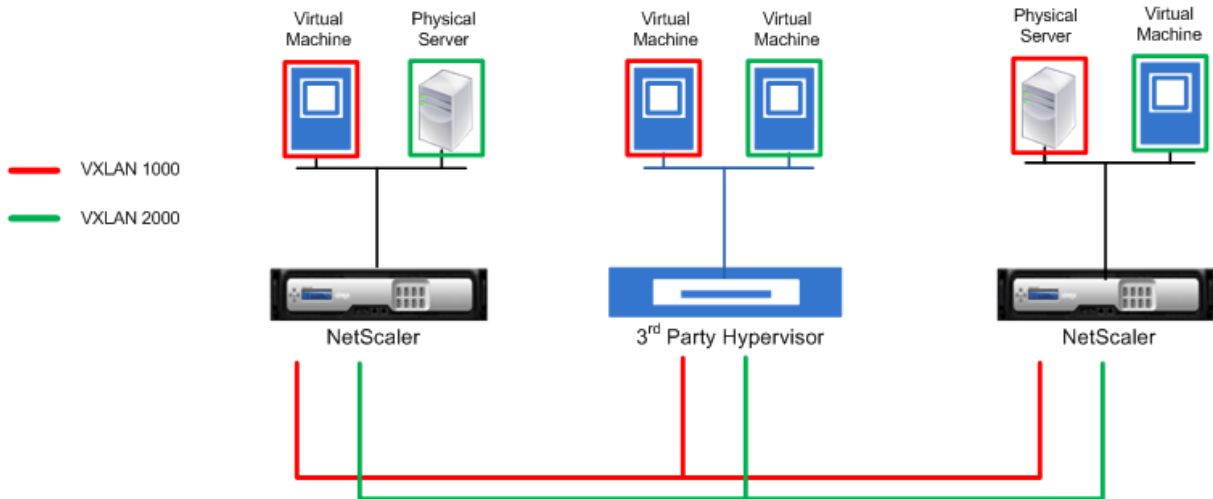 Virtual
Machine
Physical
Server
Virtual
Machine
Virtual
Machine
Physical
Server
Virtual
Machine
VXLAN 1000
VXLAN 2000
NetScaler
3rd Party Hypervisor
NetScaler